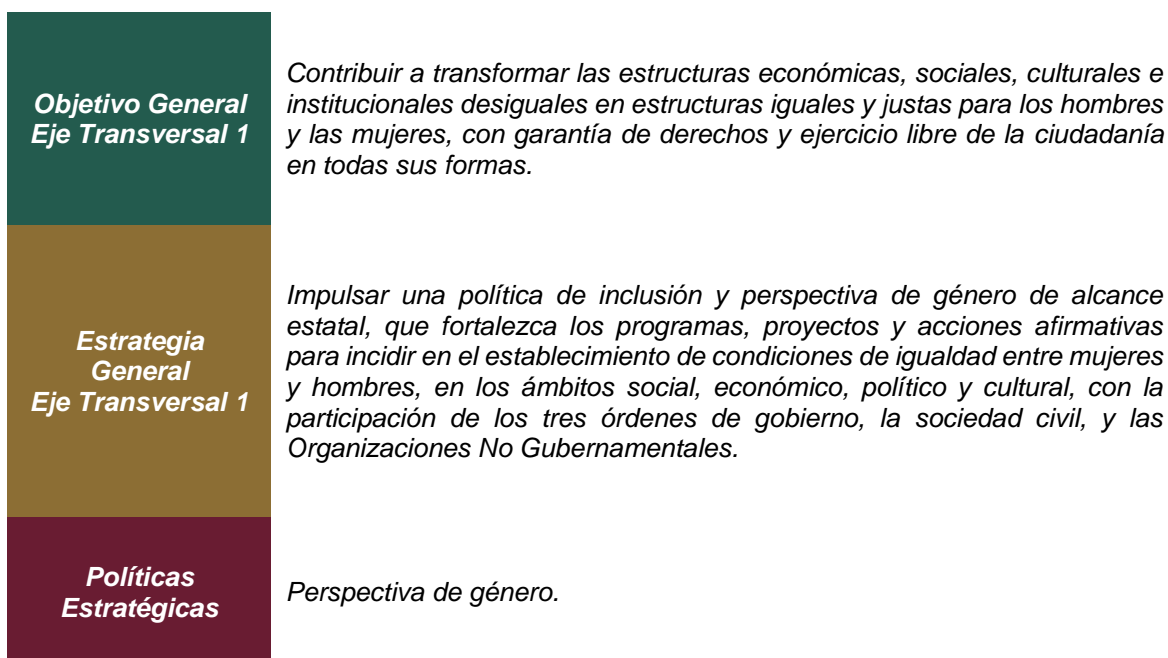 Objetivo General
Eje Transversal 1
Contribuir a transformar las estructuras económicas, sociales, culturales e
institucionales desiguales en estructuras iguales y justas para los hombres
y las mujeres, con garantía de derechos y ejercicio libre de la ciudadanía
en todas sus formas.
Estrategia
General
Eje Transversal 1
Impulsar una política de inclusión y perspectiva de género de alcance
estatal, que fortalezca los programas, proyectos y acciones afirmativas
para incidir en el establecimiento de condiciones de igualdad entre mujeres
y hombres, en los ámbitos social, económico, político y cultural, con la
participación de los tres órdenes de gobierno, la sociedad civil, y las
Organizaciones No Gubernamentales.
Políticas
Estratégicas
Perspectiva de género.